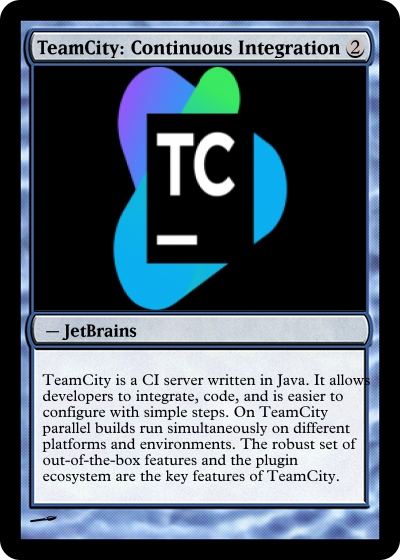 TeamCity: Continuous Integration 2
TC
— JetBrains
TeamCity is a CI server written in Java. It allows
developers to integrate, code, and is easier to
configure with simple steps. On TeamCity
parallel builds run simultaneously on different
platforms and environments. The robust set of
out-of-the-box features and the plugin
ecosystem are the key features of TeamCity.